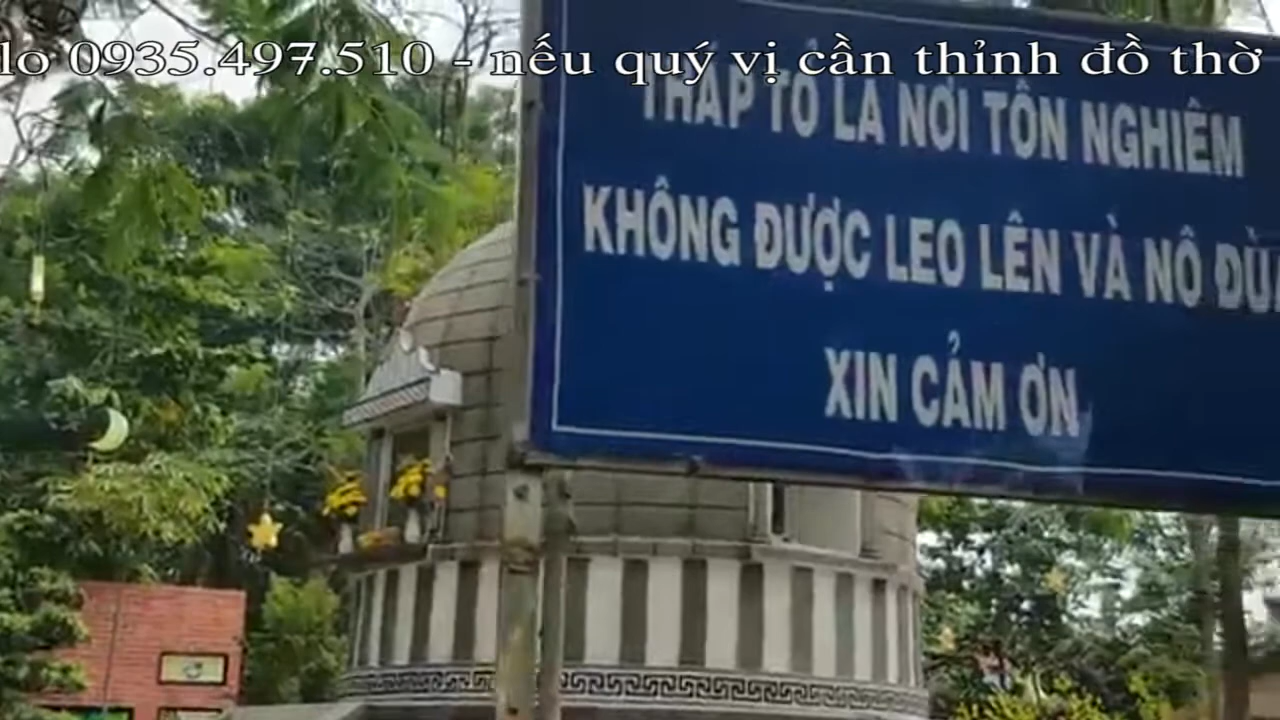 lo 0935.497.510 - nếu quý vị cần thỉnh đồ thờ
THÁP TỔ LÀ NƠI TÔN NGHIÊM
KHÔNG ĐƯỢC LEO LÊN VÀ NÔ ĐÙA
XIN CẢM ƠN